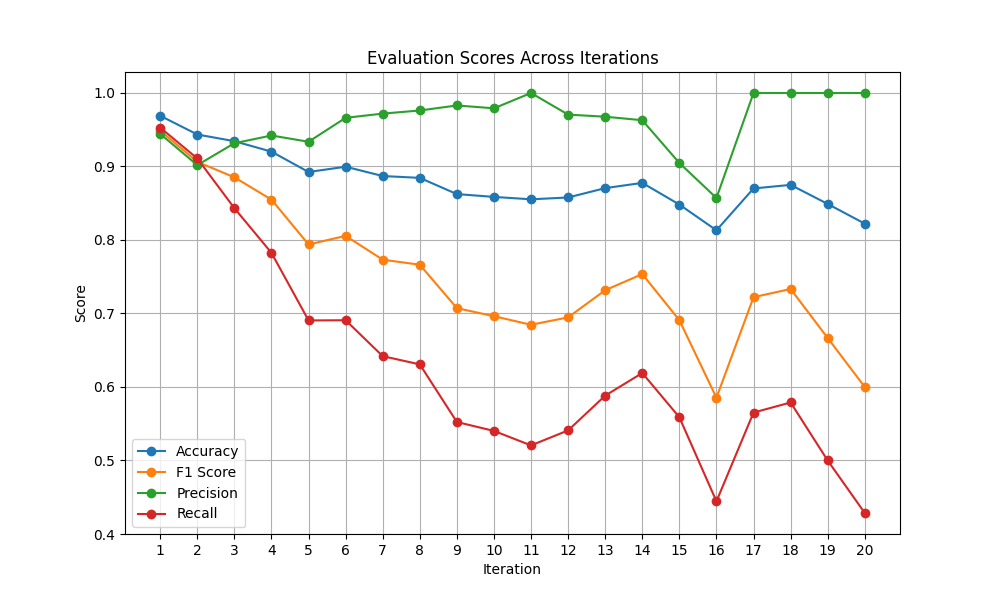 Evaluation Scores Across Iterations
1.0
0.9
0.8
0.7
0.6
0.5
0.4
Score
Accuracy
F1 Score
Precision
Recall
1 2 3 4 5 6 7 8 9 10 11 12 13 14 15 16 17 18 19 20
Iteration